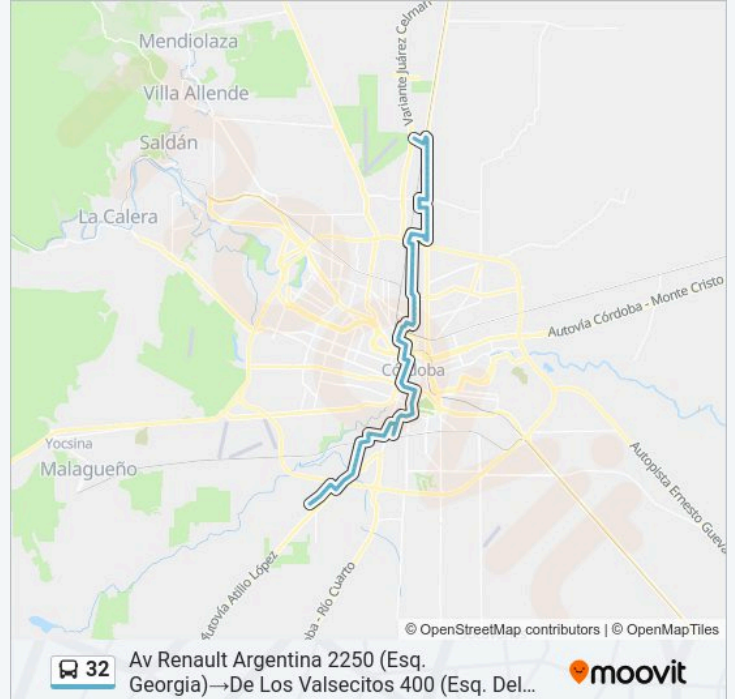 Variante Juárez Celman
Mendiolaza
Villa Allende
Saldán
La Calera
Autovía Córdoba - Monte Cristo
Córdoba
Yocsina
Malagueño
Autopista Ernesto Gueva
Autovía Atilio López
ba - Río Cuarto
© OpenStreetMap contributors | © OpenMapTiles
32
Av Renault Argentina 2250 (Esq.
Georgia)→De Los Valsecitos 400 (Esq. Del...
moovit